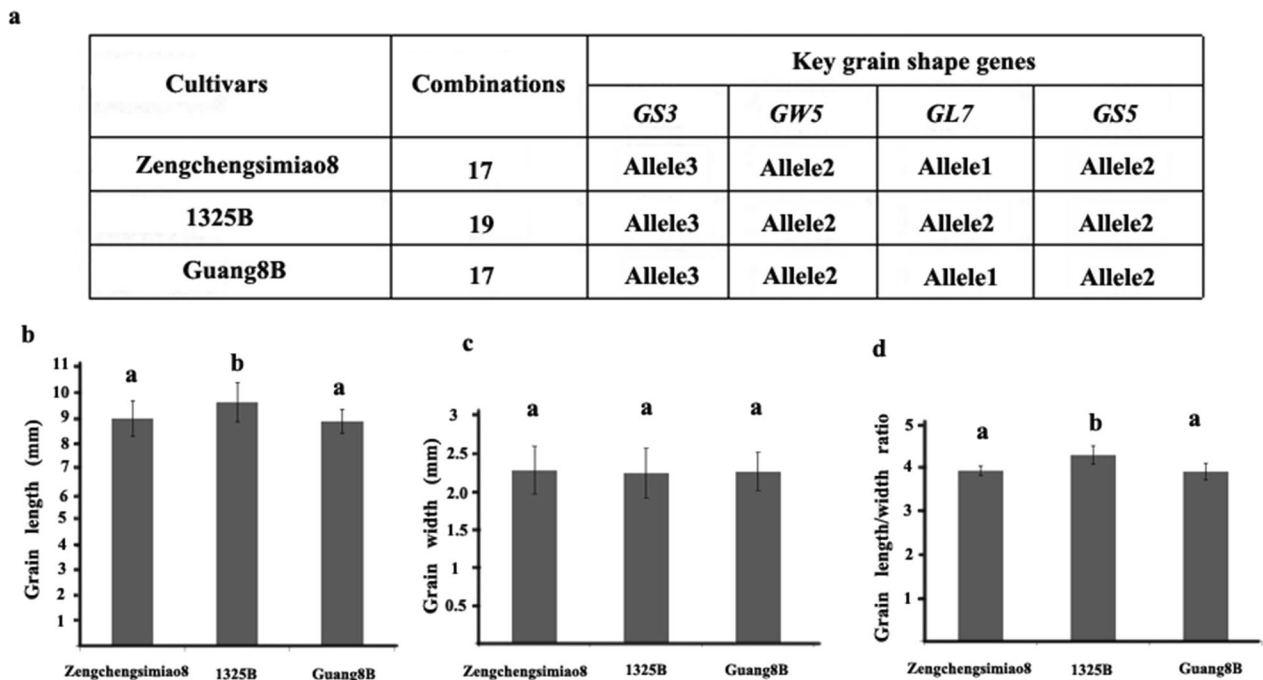 a
Cultivars Combinations Key grain shape genes
GS3 GW5 GL7 GS5
Zengchengsimiao8 17 Allele3 Allele2 Allele1 Allele2
1325B 19 Allele3 Allele2 Allele2 Allele2
Guang8B 17 Allele3 Allele2 Allele1 Allele2
b
Grain length (mm)
11
10
9
8
7
6
5
4
3
2
1
a b a
Zengchengsimiao8 1325B Guang8B
c
Grain width (mm)
3
2.5
2.0
1.5
1
0.5
a a a
Zengchengsimiao8 1325B Guang8B
d
Grain length/width ratio
5
4
3
2
1
a b a
Zengchengsimiao8 1325B Guang8B